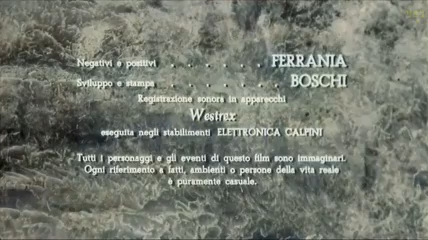 Negativi e positivi . . . . . . FERRANIA
Sviluppo e stampa . . . . . . . BOSCHI
Registrazione sonora in apparecchi
Westrex
eseguita negli stabilimenti ELETTRONICA CALPINI
Tutti i personaggi e gli eventi di questo film sono immaginari.
Ogni riferimento a fatti, ambienti o persone della vita reale
è puramente casuale.